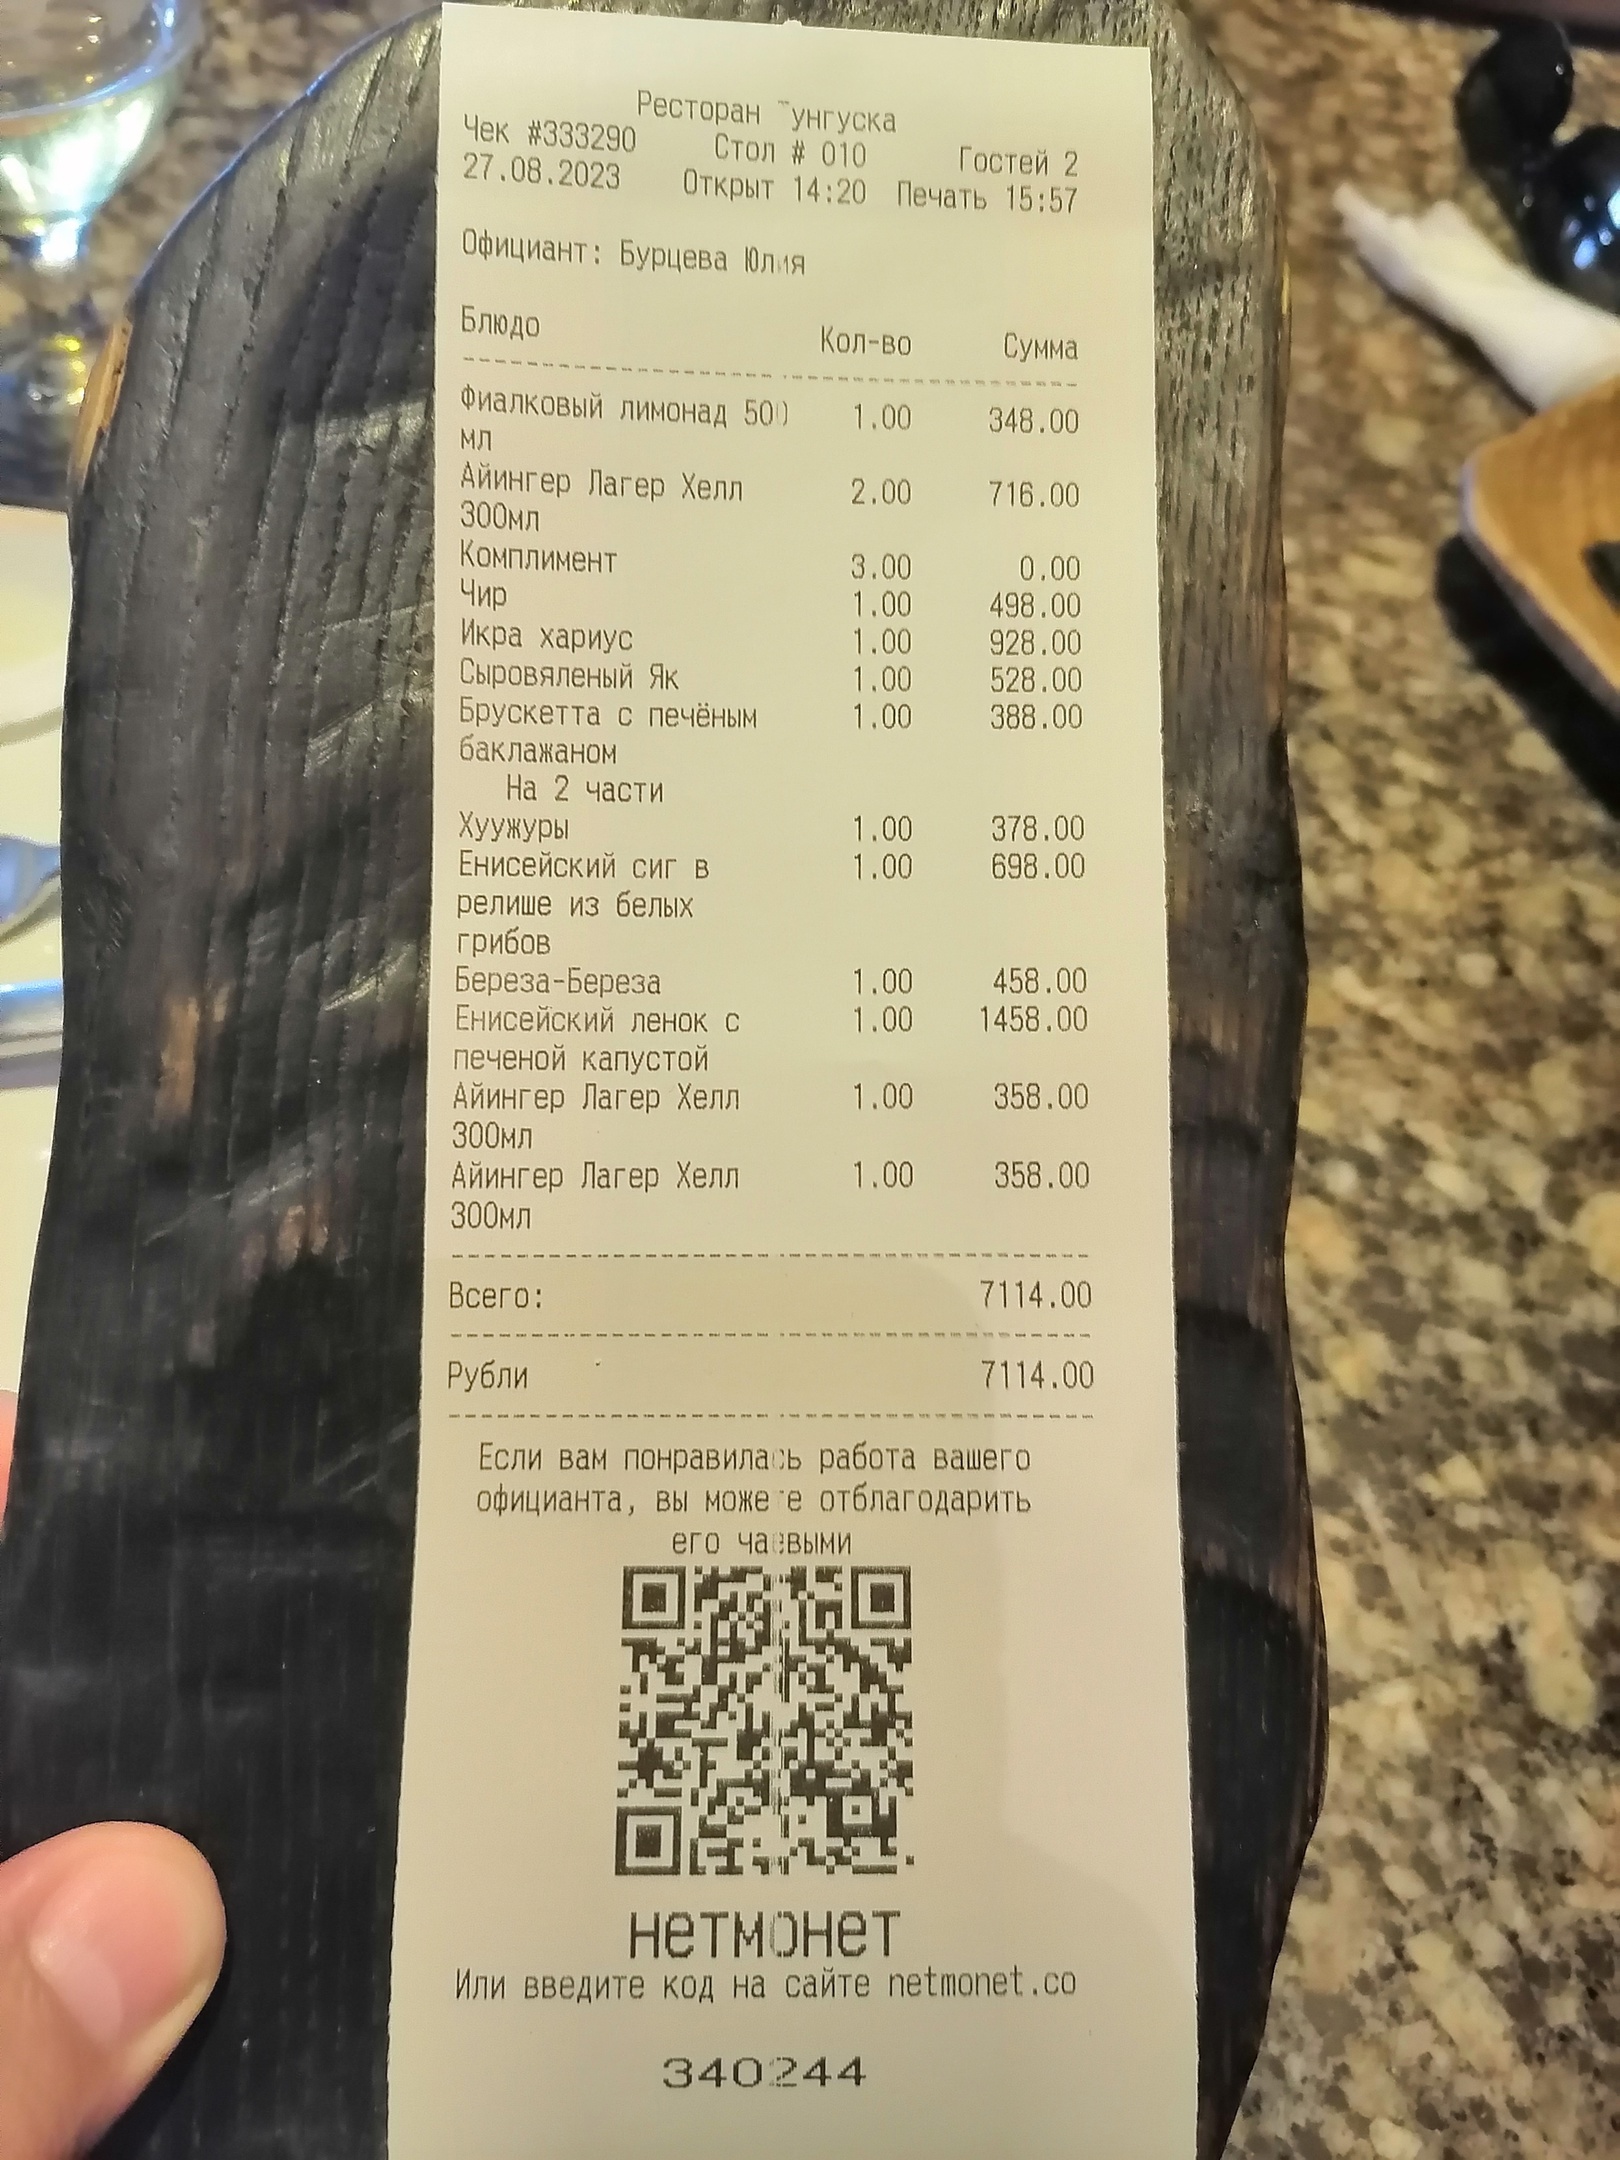 Ресторан Тунгуска
Чек #333290 Стол # 010 Гостей 2
27.08.2023 Открыт 14:20 Печать 15:57
Официант: Бурцева Юлия
Блюдо Кол-во Сумма
Фиалковый лимонад 500 1.00 348.00
мл
Айингер Лагер Хелл 2.00 716.00
300мл
Комплимент 3.00 0.00
Чир 1.00 498.00
Икра хариус 1.00 928.00
Сыровяленый Як 1.00 528.00
Брускетта с печёным 1.00 388.00
баклажаном
На 2 части
Хуужуры 1.00 378.00
Енисейский сиг в 1.00 698.00
релише из белых
грибов
Береза-Береза 1.00 458.00
Енисейский ленок с 1.00 1458.00
печеной капустой
Айингер Лагер Хелл 1.00 358.00
300мл
Айингер Лагер Хелл 1.00 358.00
300мл
Всего: 7114.00
Рубли 7114.00
Если вам понравилась работа вашего
официанта, вы можете отблагодарить
его чаевыми
нетмонет
Или введите код на сайте netmonet.co
340244